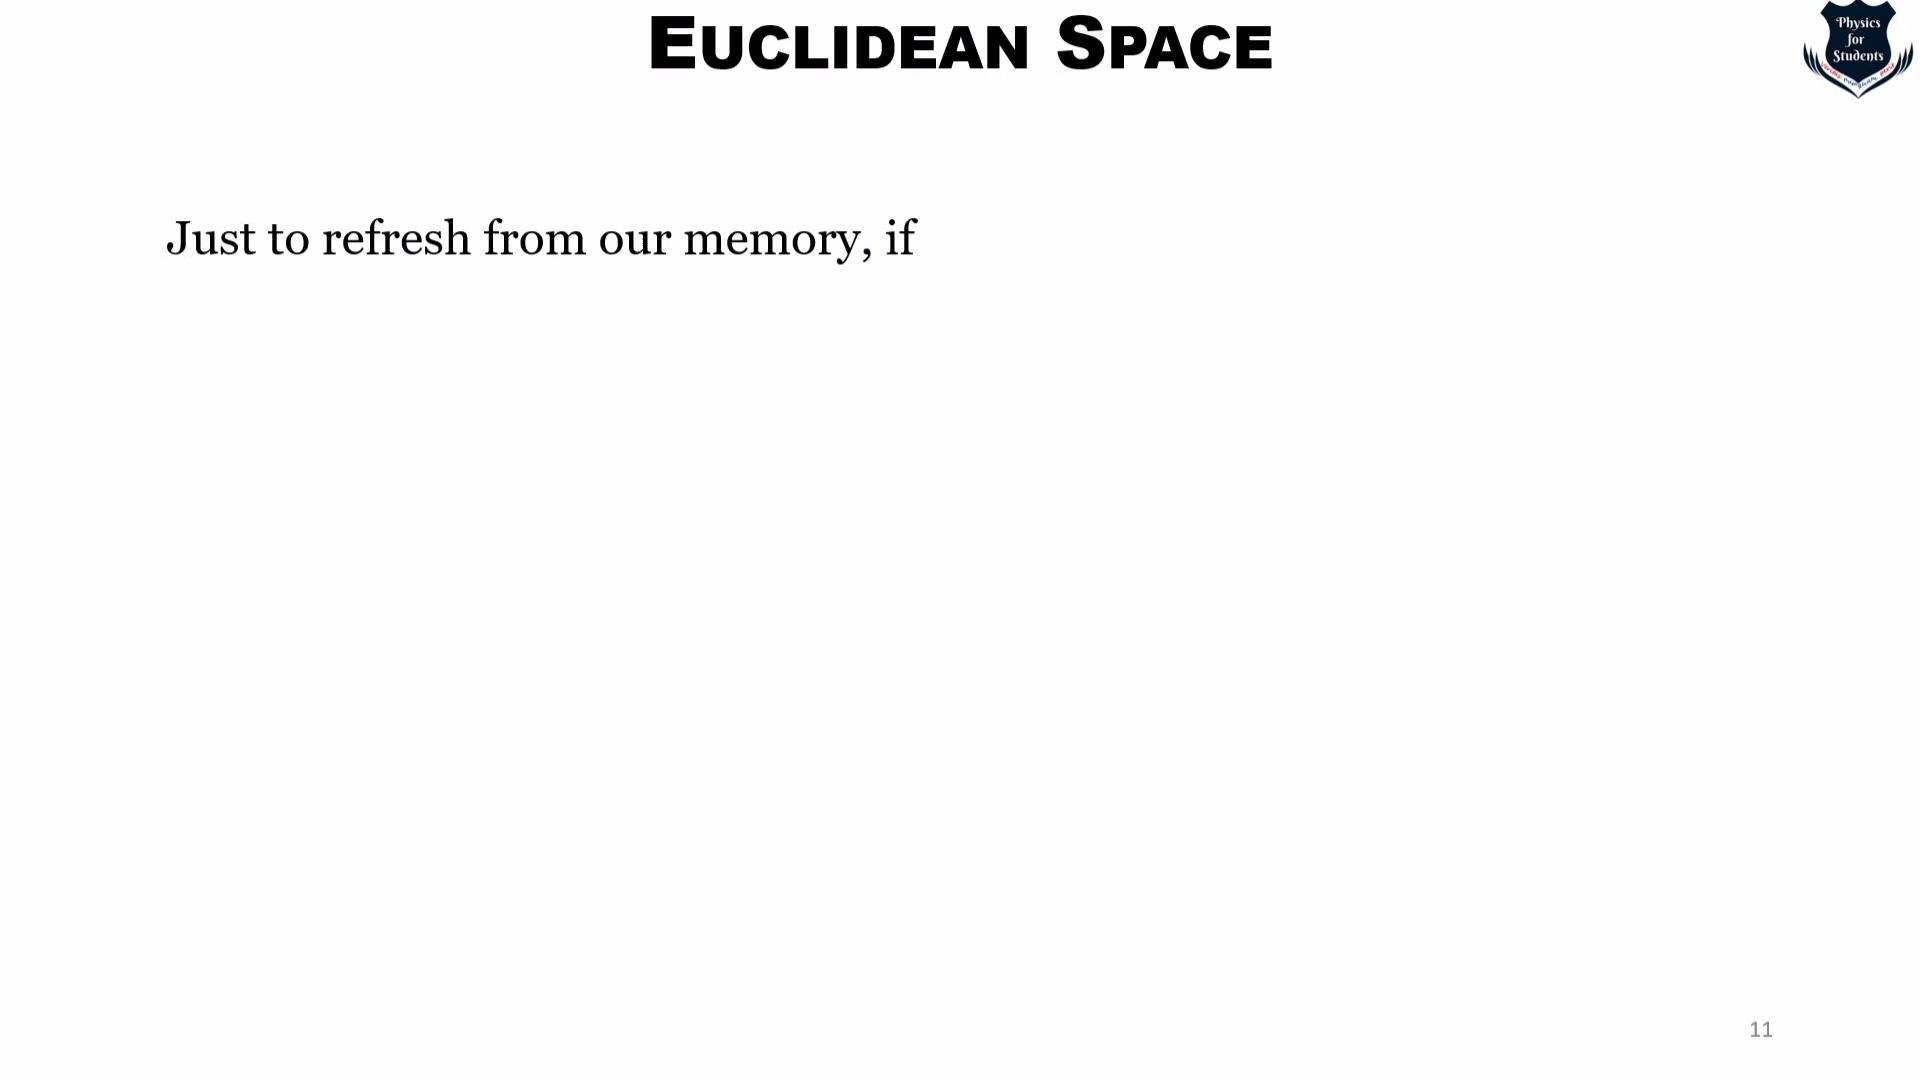 EUCLIDEAN SPACE
Physics
for
Students
Just to refresh from our memory, if
11